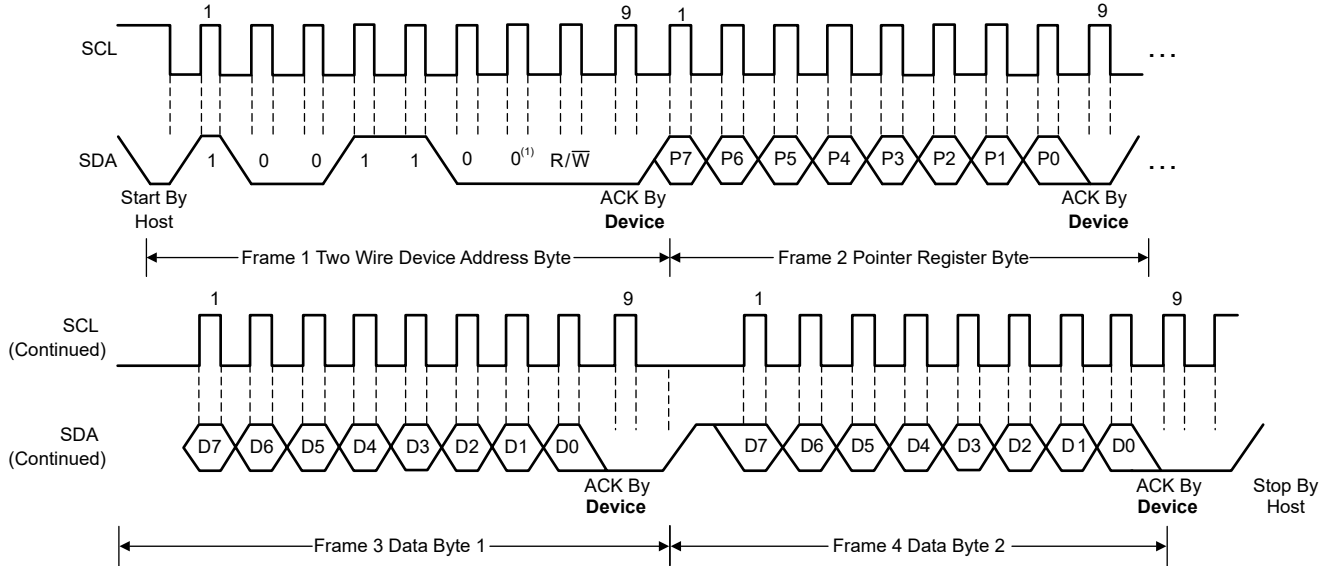 1 9 1 9
SCL
...
SDA
1 0 0 1 1 0 0(1) R/W̅ P7 P6 P5 P4 P3 P2 P1 P0
...
Start By
Host
ACK By
Device
ACK By
Device
Frame 1 Two Wire Device Address Byte
Frame 2 Pointer Register Byte
1 9 1 9
SCL
(Continued)
SDA
(Continued)
D7 D6 D5 D4 D3 D2 D1 D0 D7 D6 D5 D4 D3 D2 D1 D0
ACK By
Device
ACK By
Device
Stop By
Host
Frame 3 Data Byte 1
Frame 4 Data Byte 2